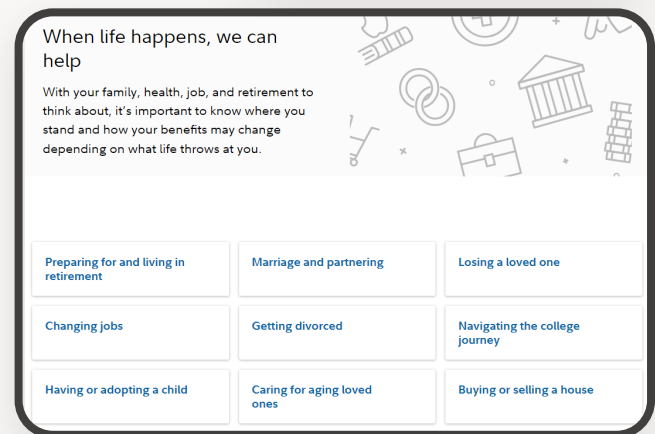 When life happens, we can
help
With your family, health, job, and retirement to
think about, it's important to know where you
stand and how your benefits may change
depending on what life throws at you.
Preparing for and living in
retirement
Marriage and partnering
Losing a loved one
Changing jobs
Getting divorced
Navigating the college
journey
Having or adopting a child
Caring for aging loved
ones
Buying or selling a house